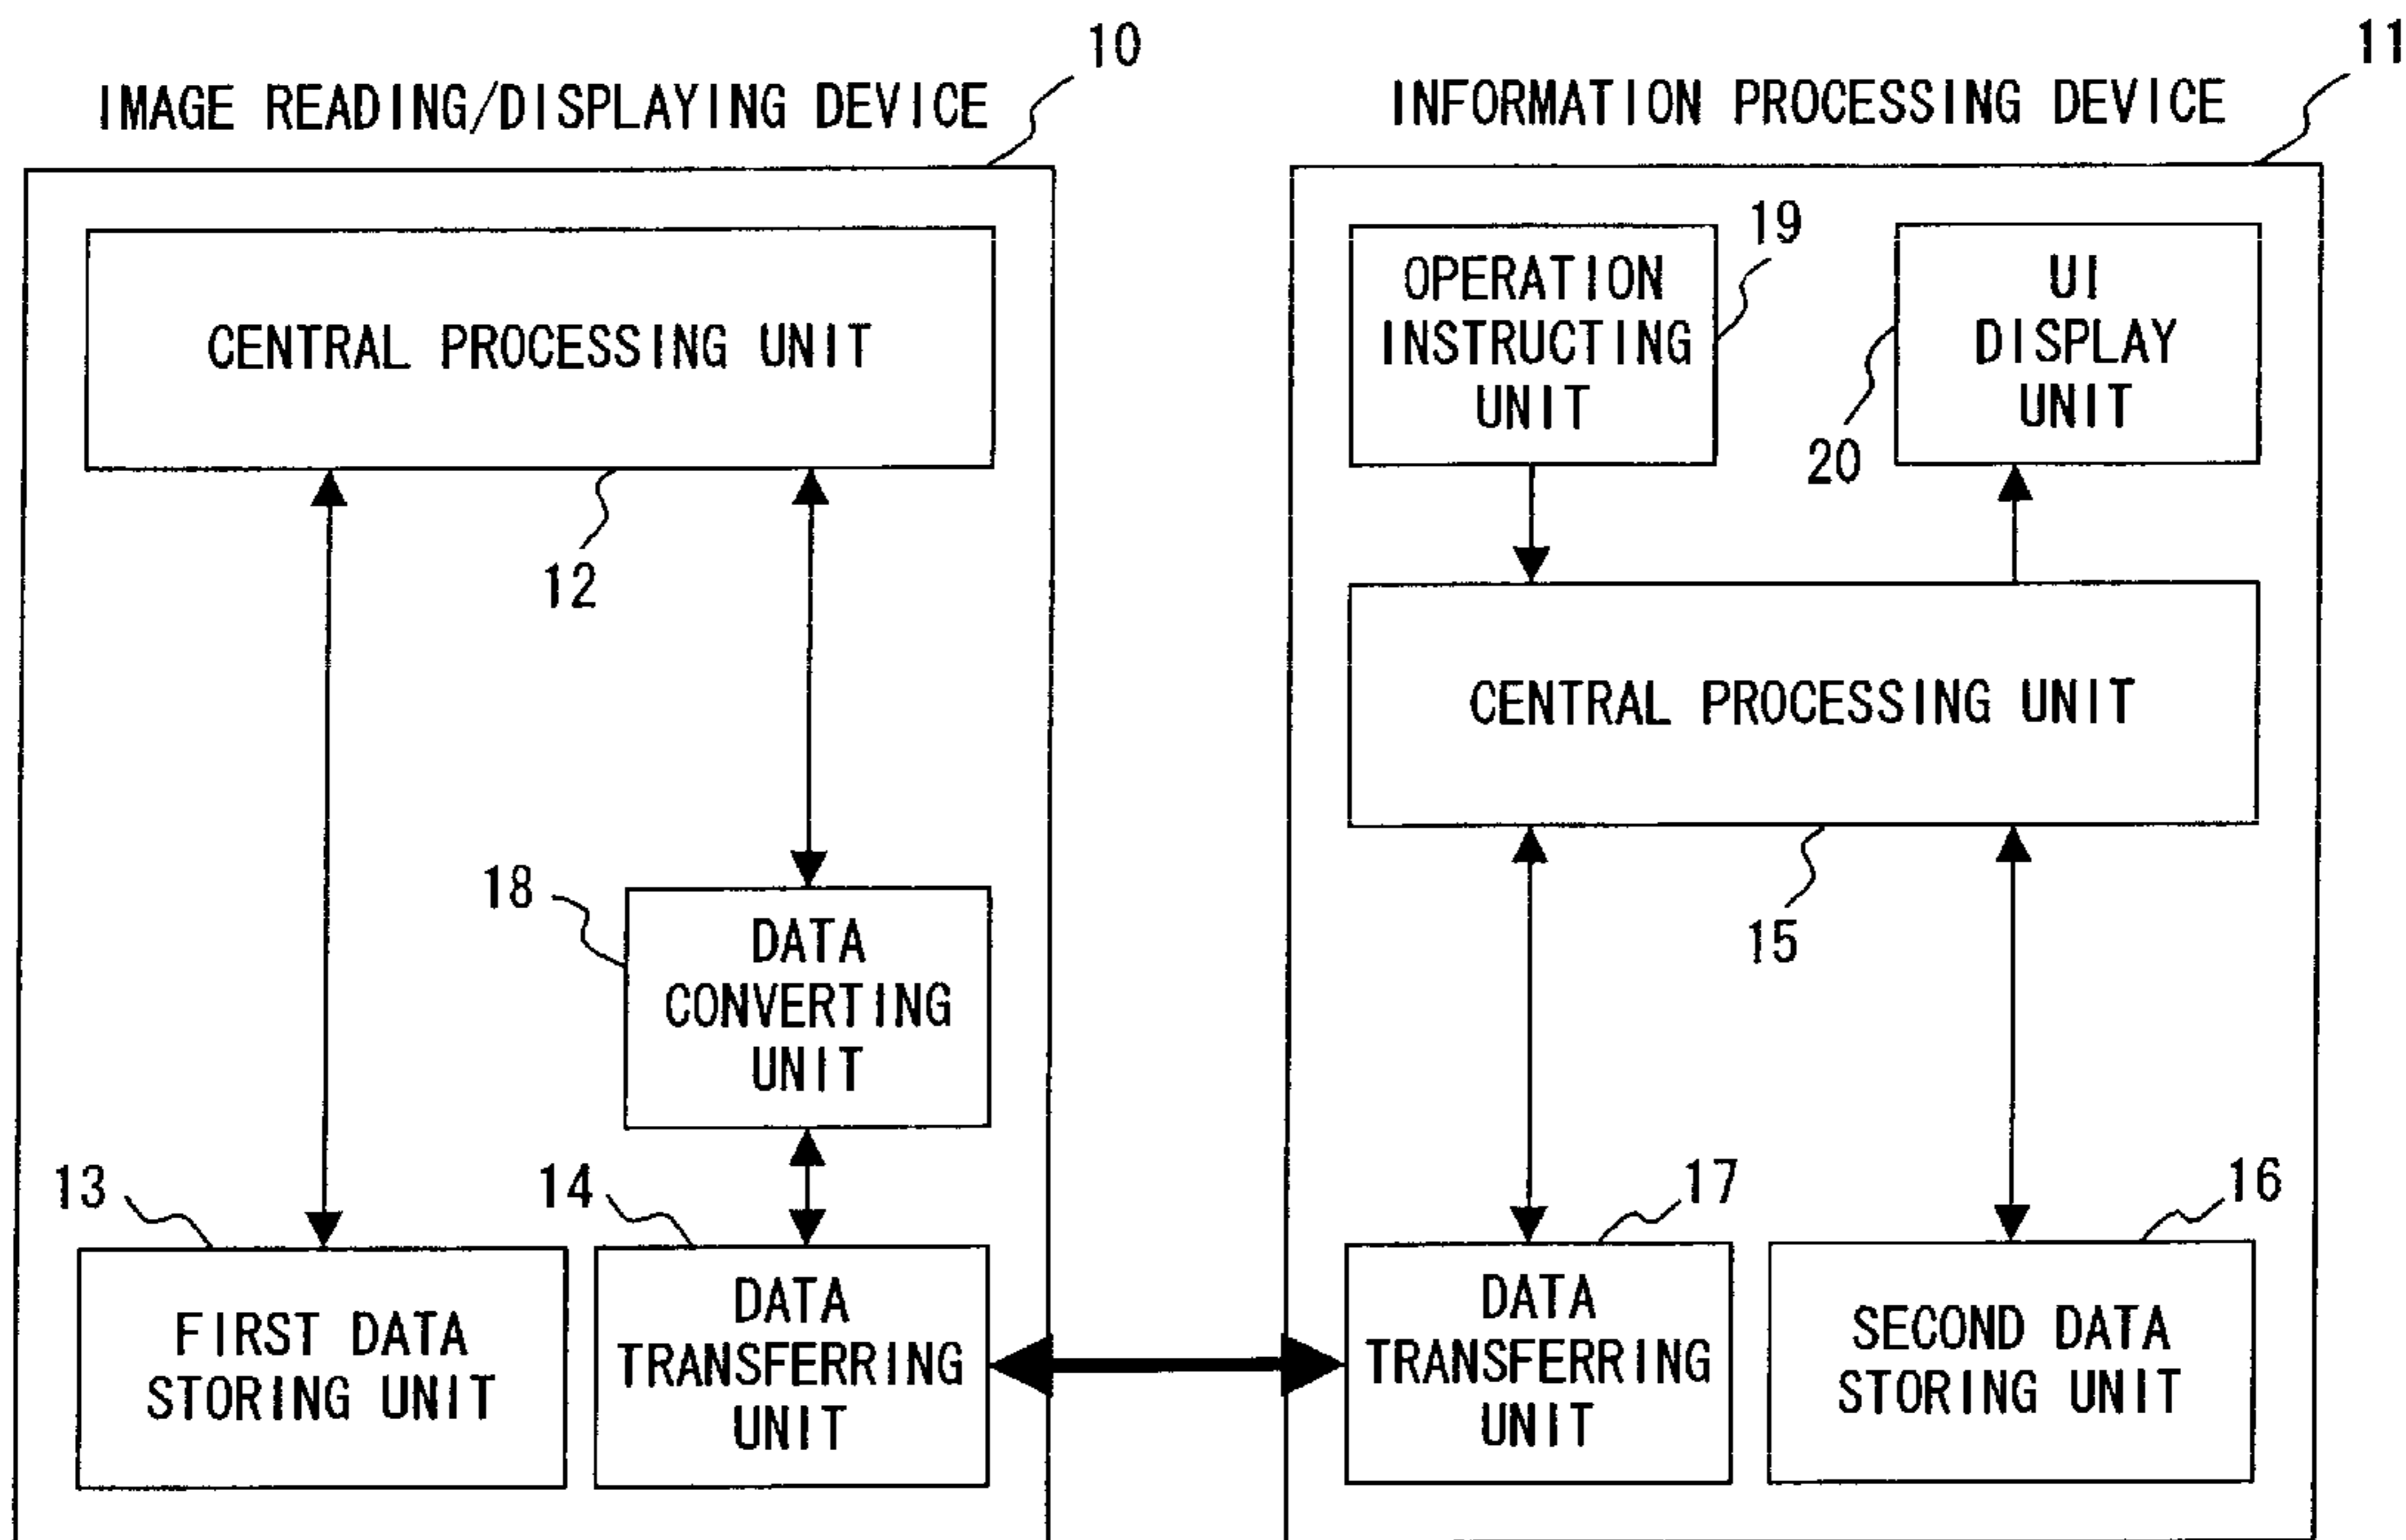 10
IMAGE READING/DISPLAYING DEVICE
CENTRAL PROCESSING UNIT
12
18
DATA
CONVERTING
UNIT
13
14
FIRST DATA
STORING UNIT
DATA
TRANSFERRING
UNIT
11
INFORMATION PROCESSING DEVICE
19
OPERATION
INSTRUCTING
UNIT
UI
DISPLAY
UNIT
20
CENTRAL PROCESSING UNIT
15
17
16
DATA
TRANSFERRING
UNIT
SECOND DATA
STORING UNIT